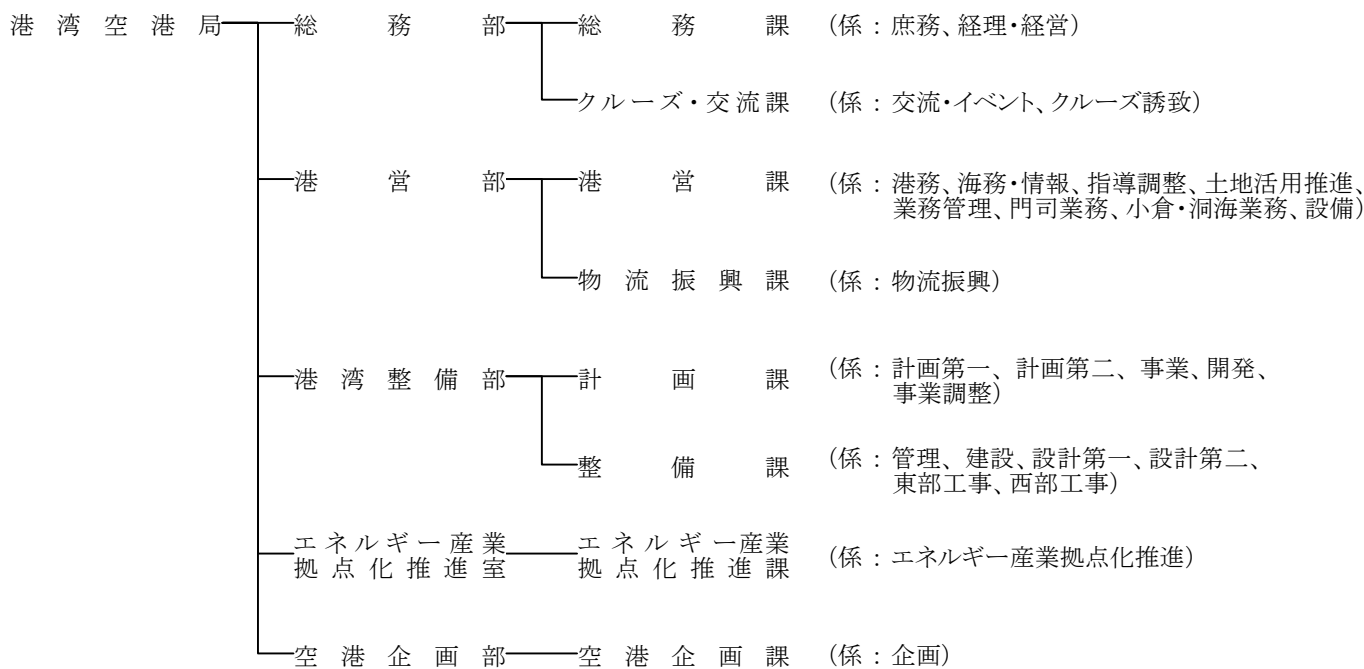 港湾空港局 総務部 総務課 (係：庶務、経理・経営)
クルーズ・交流課 (係：交流・イベント、クルーズ誘致)
港営部 港営課 (係：港務、海務・情報、指導調整、土地活用推進、
業務管理、門司業務、小倉・洞海業務、設備)
物流振興課 (係：物流振興)
港湾整備部 計画課 (係：計画第一、計画第二、事業、開発、
事業調整)
整備課 (係：管理、建設、設計第一、設計第二、
東部工事、西部工事)
エネルギー産業 エネルギー産業
拠点化推進室 拠点化推進課 (係：エネルギー産業拠点化推進)
空港企画部 空港企画課 (係：企画)